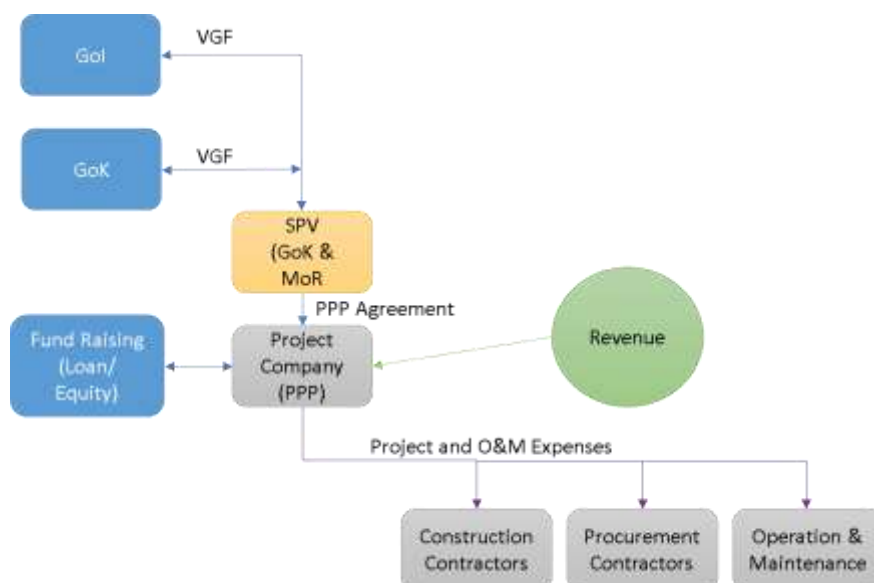 GoI
VGF
GoK
VGF
SPV
(GoK &
MoR
PPP Agreement
Fund Raising
(Loan/
Equity)
Project
Company
(PPP)
Revenue
Project and O&M Expenses
Construction
Contractors
Procurement
Contractors
Operation &
Maintenance